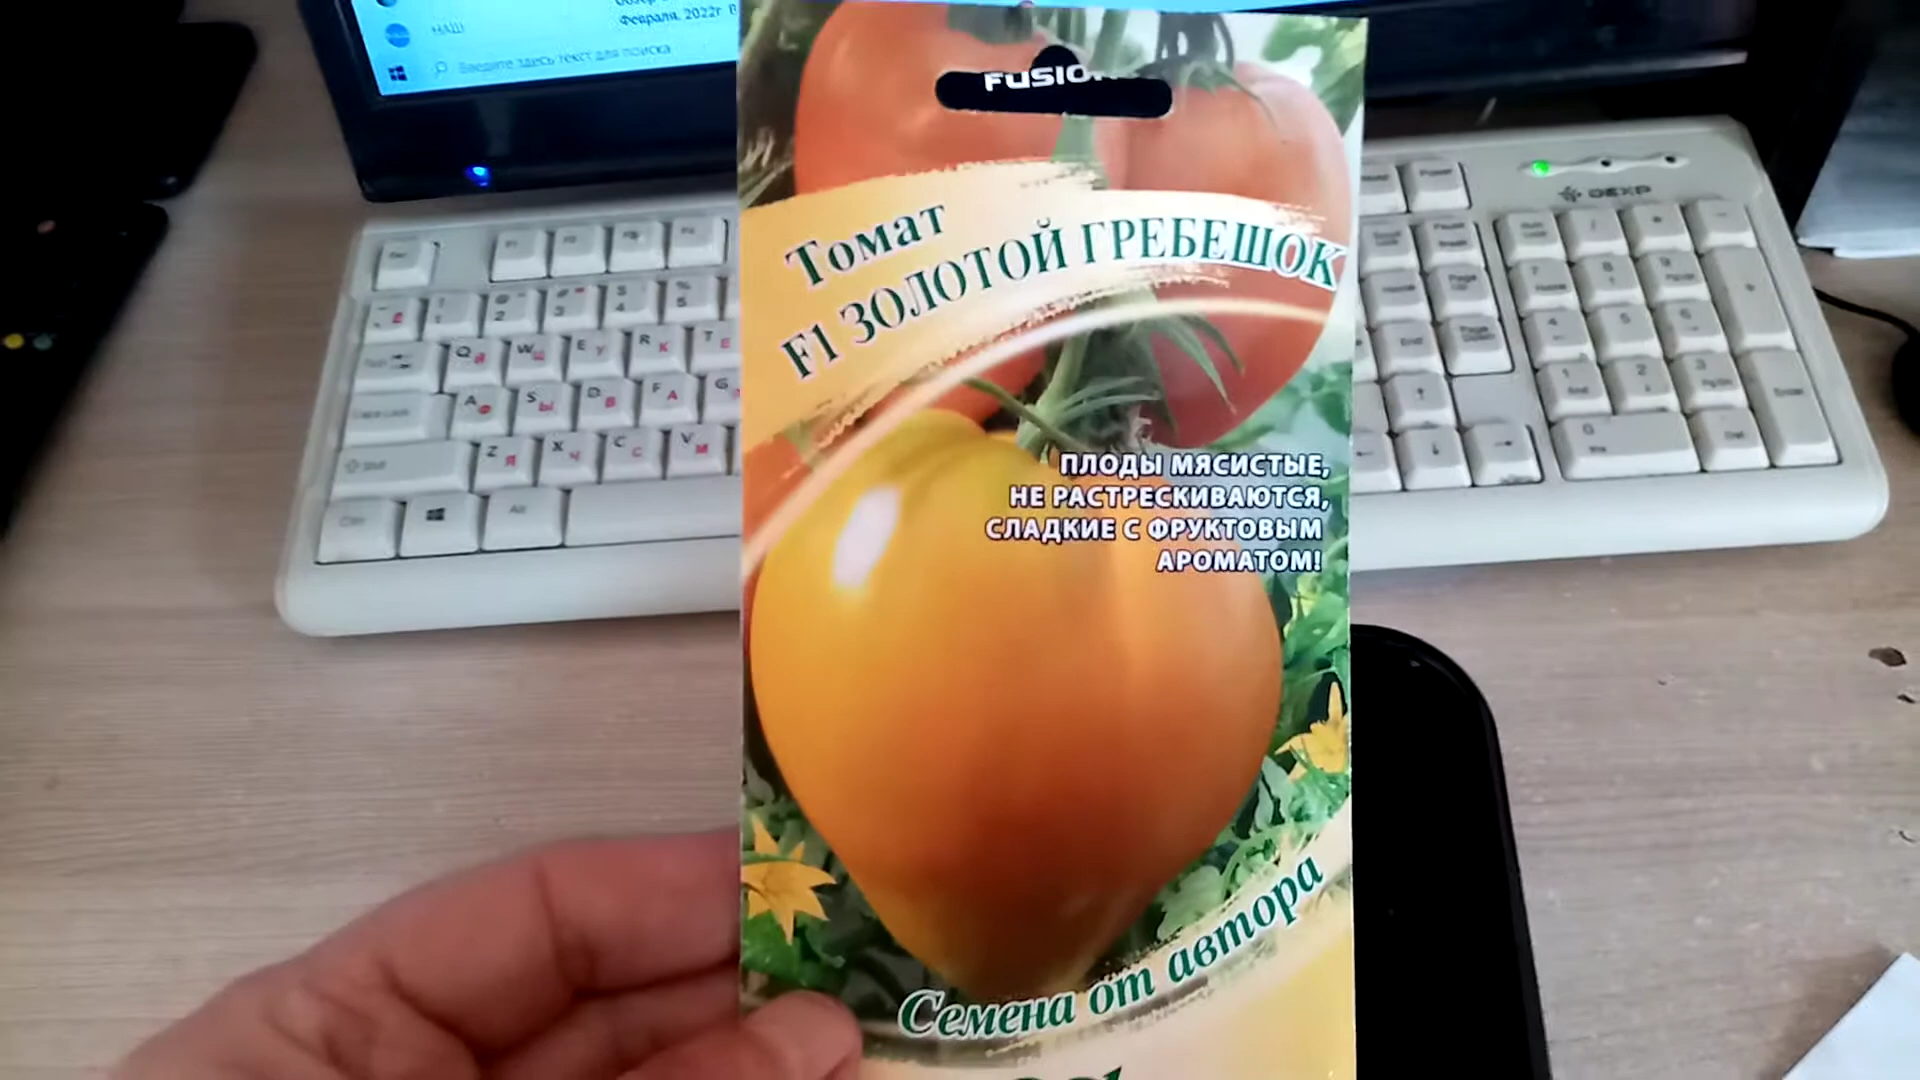 Февраля. 2022г
НАШ
Введите здесь текст для поиска
FUSION
Томат
F1 ЗОЛОТОЙ ГРЕБЕШОК
ПЛОДЫ МЯСИСТЫЕ,
НЕ РАСТРЕСКИВАЮТСЯ,
СЛАДКИЕ С ФРУКТОВЫМ
АРОМАТОМ!
Семена от автора
DEXP